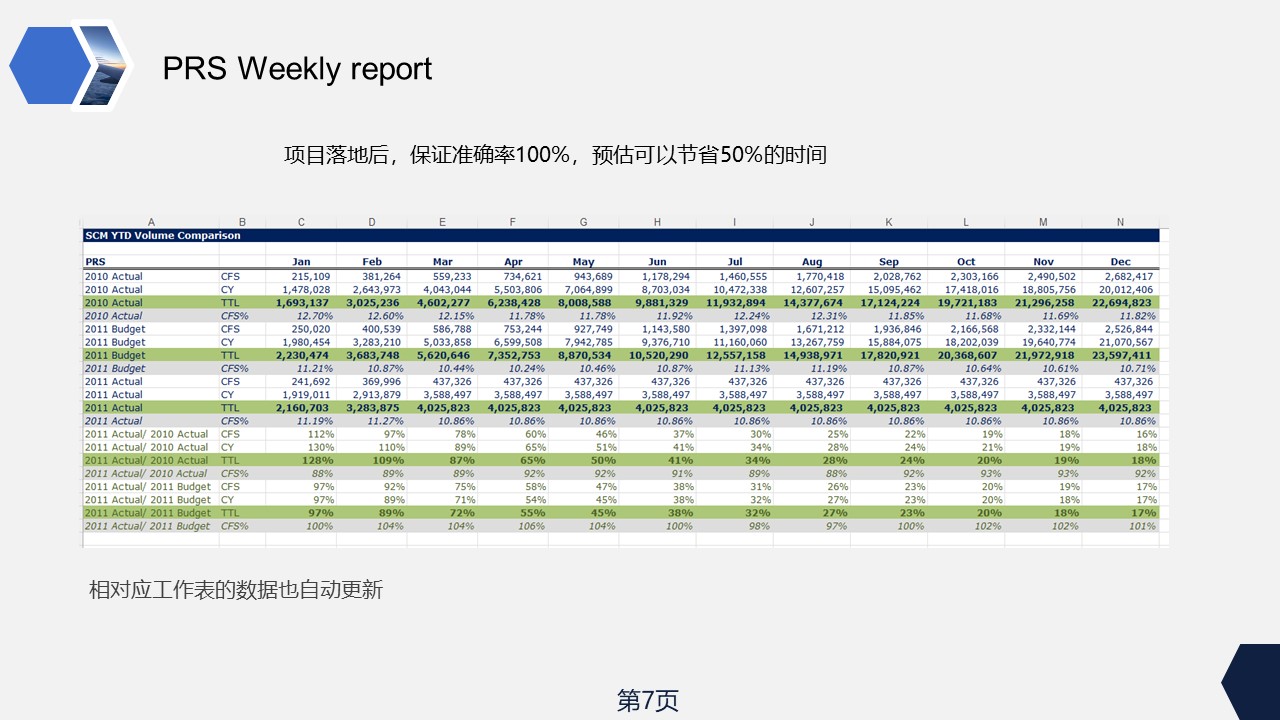 PRS Weekly report
项目落地后，保证准确率100%，预估可以节省50%的时间
A B C D E F G H I J K L M N
SCM YTD Volume Comparison
PRS Jan Feb Mar Apr May Jun Jul Aug Sep Oct Nov Dec
2010 Actual CFS 215,109 381,264 559,233 734,621 943,689 1,178,294 1,460,555 1,770,418 2,028,762 2,303,166 2,490,502 2,682,417
2010 Actual CY 1,478,028 2,643,973 4,043,044 5,503,806 7,064,899 8,703,034 10,472,338 12,607,257 15,095,462 17,418,016 18,805,756 20,012,406
2010 Actual TTL 1,693,137 3,025,236 4,602,277 6,238,428 8,008,588 9,881,329 11,932,894 14,377,674 17,124,224 19,721,183 21,296,258 22,694,823
2010 Actual CFS% 12.70% 12.60% 12.15% 11.78% 11.78% 11.92% 12.24% 12.31% 11.85% 11.68% 11.69% 11.82%
2011 Budget CFS 250,020 400,539 586,788 753,244 927,749 1,143,580 1,397,098 1,671,212 1,936,846 2,166,568 2,332,144 2,526,844
2011 Budget CY 1,980,454 3,283,210 5,033,858 6,599,508 7,942,785 9,376,710 11,160,060 13,267,759 15,884,075 18,202,039 19,640,774 21,070,567
2011 Budget TTL 2,230,474 3,683,748 5,620,646 7,352,753 8,870,534 10,520,290 12,557,158 14,938,971 17,820,921 20,368,607 21,972,918 23,597,411
2011 Budget CFS% 11.21% 10.87% 10.44% 10.24% 10.46% 10.87% 11.13% 11.19% 10.87% 10.64% 10.61% 10.71%
2011 Actual CFS 241,692 369,996 437,326 437,326 437,326 437,326 437,326 437,326 437,326 437,326 437,326 437,326
2011 Actual CY 1,919,011 2,913,879 3,588,497 3,588,497 3,588,497 3,588,497 3,588,497 3,588,497 3,588,497 3,588,497 3,588,497 3,588,497
2011 Actual TTL 2,160,703 3,283,875 4,025,823 4,025,823 4,025,823 4,025,823 4,025,823 4,025,823 4,025,823 4,025,823 4,025,823 4,025,823
2011 Actual CFS% 11.19% 11.27% 10.86% 10.86% 10.86% 10.86% 10.86% 10.86% 10.86% 10.86% 10.86% 10.86%
2011 Actual/ 2010 Actual CFS 112% 97% 78% 60% 46% 37% 30% 25% 22% 19% 18% 16%
2011 Actual/ 2010 Actual CY 130% 110% 89% 65% 51% 41% 34% 28% 24% 21% 19% 18%
2011 Actual/ 2010 Actual TTL 128% 109% 87% 65% 50% 41% 34% 28% 24% 20% 19% 18%
2011 Actual/ 2010 Actual CFS% 88% 89% 89% 92% 92% 91% 89% 88% 92% 93% 93% 92%
2011 Actual/ 2011 Budget CFS 97% 92% 75% 58% 47% 38% 31% 26% 23% 20% 19% 17%
2011 Actual/ 2011 Budget CY 97% 89% 71% 54% 45% 38% 32% 27% 23% 20% 18% 17%
2011 Actual/ 2011 Budget TTL 97% 89% 72% 55% 45% 38% 32% 27% 23% 20% 18% 17%
2011 Actual/ 2011 Budget CFS% 100% 104% 104% 106% 104% 100% 98% 97% 100% 102% 102% 101%
相对应工作表的数据也自动更新
第7页